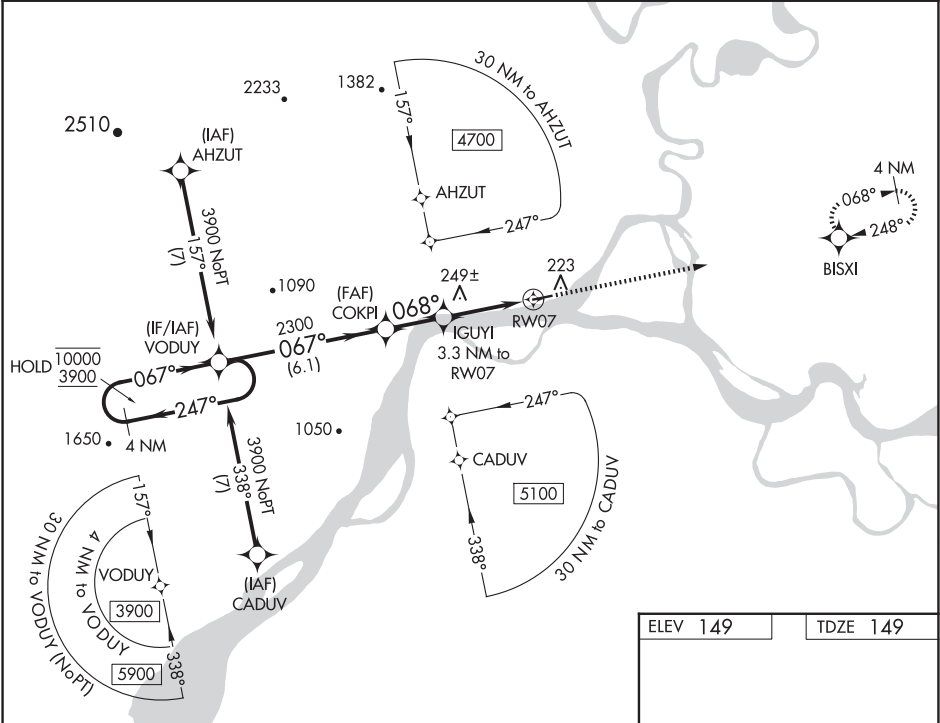 2233
1382
2510
(IAF)
AHZUT
30 NM to AHZUT
157°
4700
AHZUT
247°
4 NM
068°
248°
BISXI
3900 NoPT
157°
(7)
1090
(FAF)
COKPI
068°
249±
223
RW07
IGUYI
3.3 NM to
RW07
(IF/IAF)
VODUY
2300
067°
(6.1)
HOLD
10000
3900
067°
247°
4 NM
1650
1050
3900 NoPT
338°
(7)
(IAF)
CADUV
247°
CADUV
5100
338°
30 NM to CADUV
157°
VODUY
3900
5900
338°
4 NM to VODUY
30 NM to VODUY (NoPT)
ELEV 149
TDZE 149